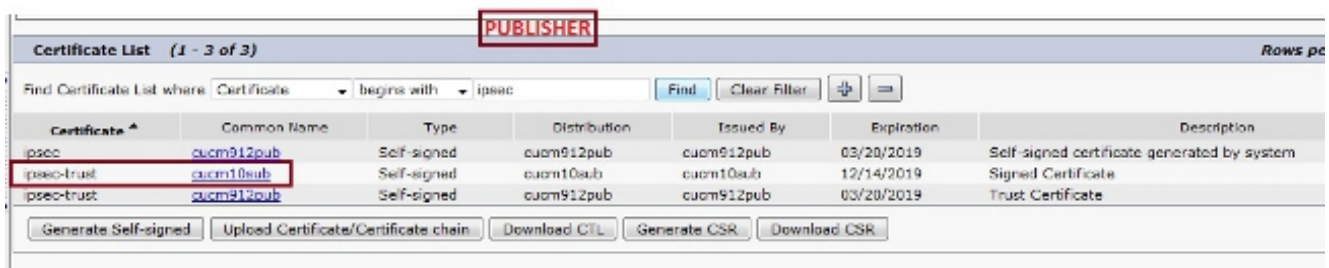 PUBLISHER
Certificate List (1 - 3 of 3) Rows pe
Find Certificate List where Certificate begins with ipsec Find Clear Filter
Certificate Common Name Type Distribution Issued By Expiration Description
ipsec cucm912pub Self-signed cucm912pub cucm912pub 03/20/2019 Self-signed certificate generated by system
ipsec-trust cucm10sub Self-signed cucm10sub cucm10sub 12/14/2019 Signed Certificate
ipsec-trust cucm912pub Self-signed cucm912pub cucm912pub 03/20/2019 Trust Certificate
Generate Self-signed Upload Certificate/Certificate chain Download CTL Generate CSR Download CSR